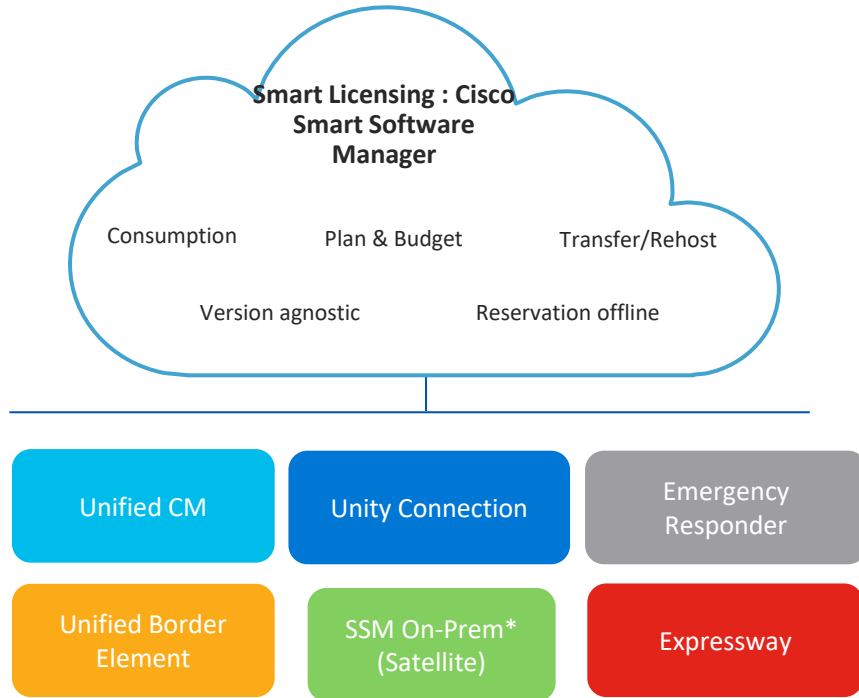 Smart Licensing : Cisco
Smart Software
Manager
Consumption
Plan & Budget
Transfer/Rehost
Version agnostic
Reservation offline
Unified CM
Unity Connection
Emergency
Responder
Unified Border
Element
SSM On-Prem*
(Satellite)
Expressway